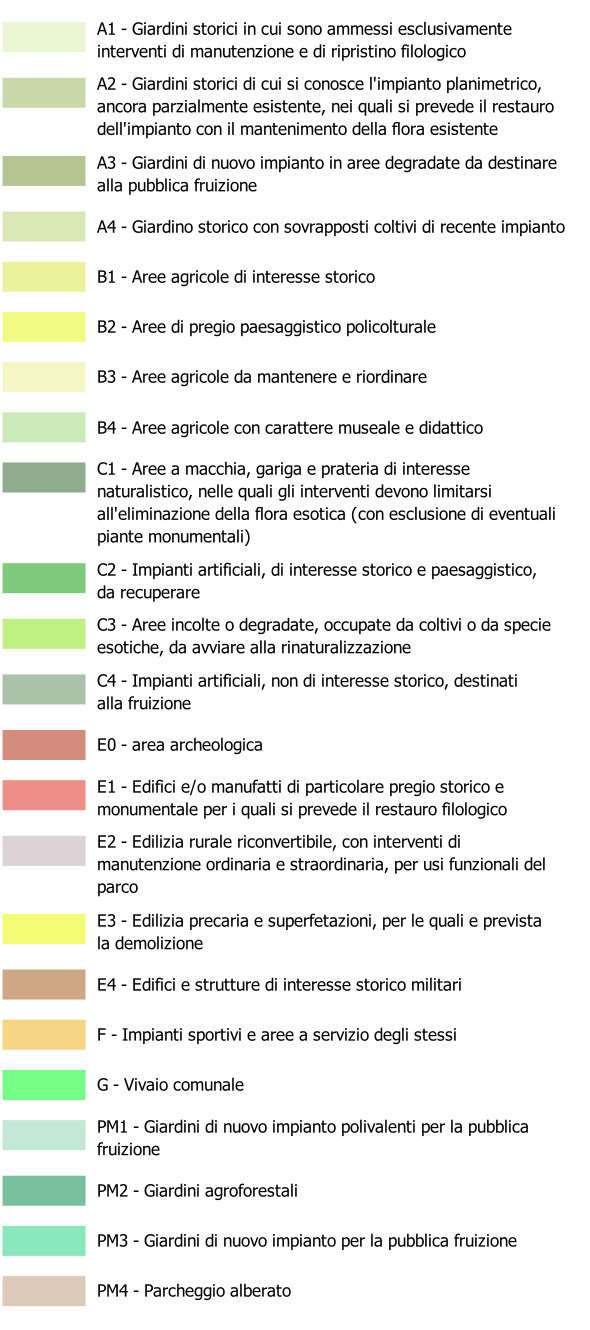 A1 - Giardini storici in cui sono ammessi esclusivamente
interventi di manutenzione e di ripristino filologico
A2 - Giardini storici di cui si conosce l'impianto planimetrico,
ancora parzialmente esistente, nei quali si prevede il restauro
dell'impianto con il mantenimento della flora esistente
A3 - Giardini di nuovo impianto in aree degradate da destinare
alla pubblica fruizione
A4 - Giardino storico con sovrapposti coltivi di recente impianto
B1 - Aree agricole di interesse storico
B2 - Aree di pregio paesaggistico policolturale
B3 - Aree agricole da mantenere e riordinare
B4 - Aree agricole con carattere museale e didattico
C1 - Aree a macchia, gariga e prateria di interesse
naturalistico, nelle quali gli interventi devono limitarsi
all'eliminazione della flora esotica (con esclusione di eventuali
piante monumentali)
C2 - Impianti artificiali, di interesse storico e paesaggistico,
da recuperare
C3 - Aree incolte o degradate, occupate da coltivi o da specie
esotiche, da avviare alla rinaturalizzazione
C4 - Impianti artificiali, non di interesse storico, destinati
alla fruizione
E0 - area archeologica
E1 - Edifici e/o manufatti di particolare pregio storico e
monumentale per i quali si prevede il restauro filologico
E2 - Edilizia rurale riconvertibile, con interventi di
manutenzione ordinaria e straordinaria, per usi funzionali del
parco
E3 - Edilizia precaria e superfetazioni, per le quali e prevista
la demolizione
E4 - Edifici e strutture di interesse storico militari
F - Impianti sportivi e aree a servizio degli stessi
G - Vivaio comunale
PM1 - Giardini di nuovo impianto polivalenti per la pubblica
fruizione
PM2 - Giardini agroforestali
PM3 - Giardini di nuovo impianto per la pubblica fruizione
PM4 - Parcheggio alberato